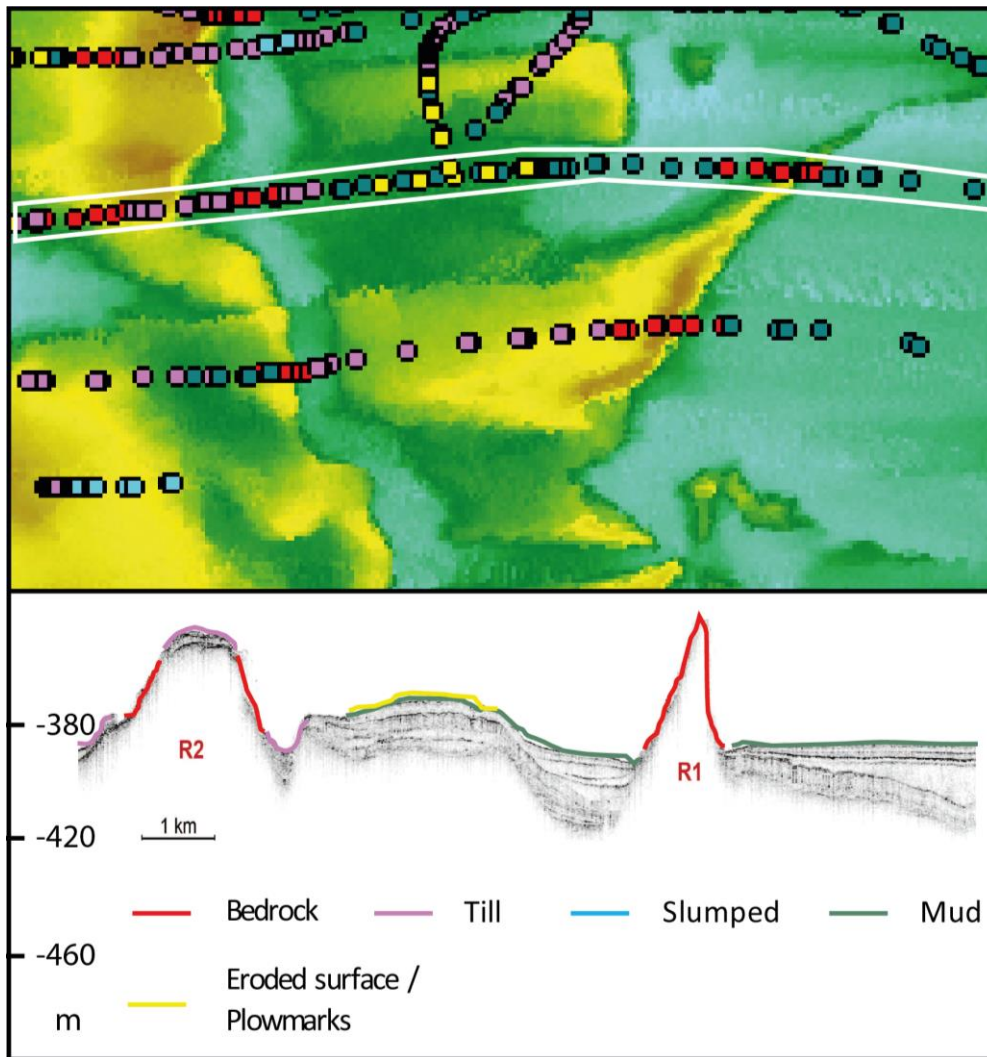 R2
R1
-380
1 km
-420
Bedrock
Till
Slumped
Mud
-460
Eroded surface /
Plowmarks
m